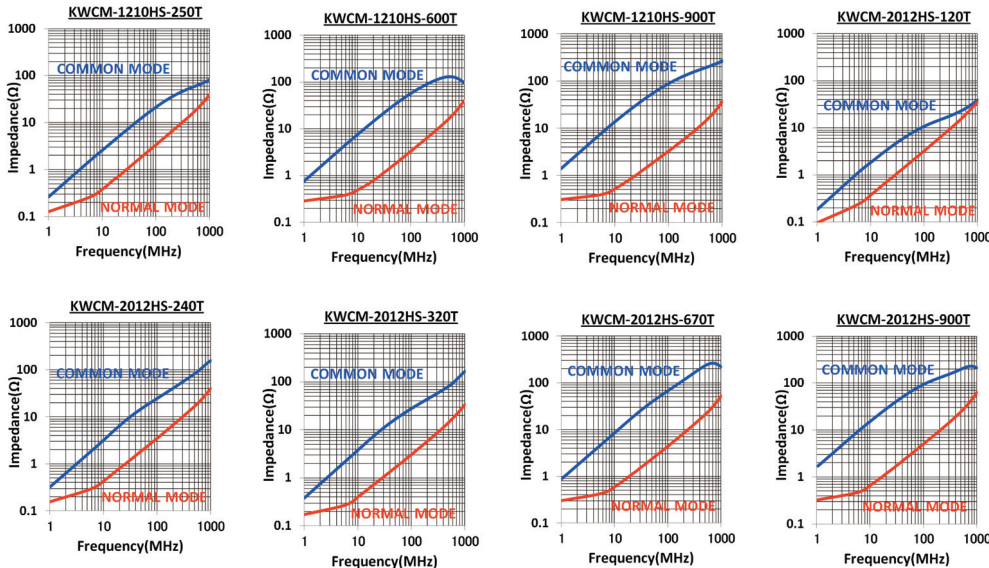 KWCM-1210HS-250T
1000
100
10
1
0.1
Impedance(Ω)
COMMON MODE
NORMAL MODE
1 10 100 1000
Frequency(MHz)
KWCM-1210HS-600T
1000
100
10
1
0.1
Impedance(Ω)
COMMON MODE
NORMAL MODE
1 10 100 1000
Frequency(MHz)
KWCM-1210HS-900T
1000
100
10
1
0.1
Impedance(Ω)
COMMON MODE
NORMAL MODE
1 10 100 1000
Frequency(MHz)
KWCM-2012HS-120T
1000
100
10
1
0.1
Impedance(Ω)
COMMON MODE
NORMAL MODE
1 10 100 1000
Frequency(MHz)
KWCM-2012HS-240T
1000
100
10
1
0.1
Impedance(Ω)
COMMON MODE
NORMAL MODE
1 10 100 1000
Frequency(MHz)
KWCM-2012HS-320T
1000
100
10
1
0.1
Impedance(Ω)
COMMON MODE
NORMAL MODE
1 10 100 1000
Frequency(MHz)
KWCM-2012HS-670T
1000
100
10
1
0.1
Impedance(Ω)
COMMON MODE
NORMAL MODE
1 10 100 1000
Frequency(MHz)
KWCM-2012HS-900T
1000
100
10
1
0.1
Impedance(Ω)
COMMON MODE
NORMAL MODE
1 10 100 1000
Frequency(MHz)